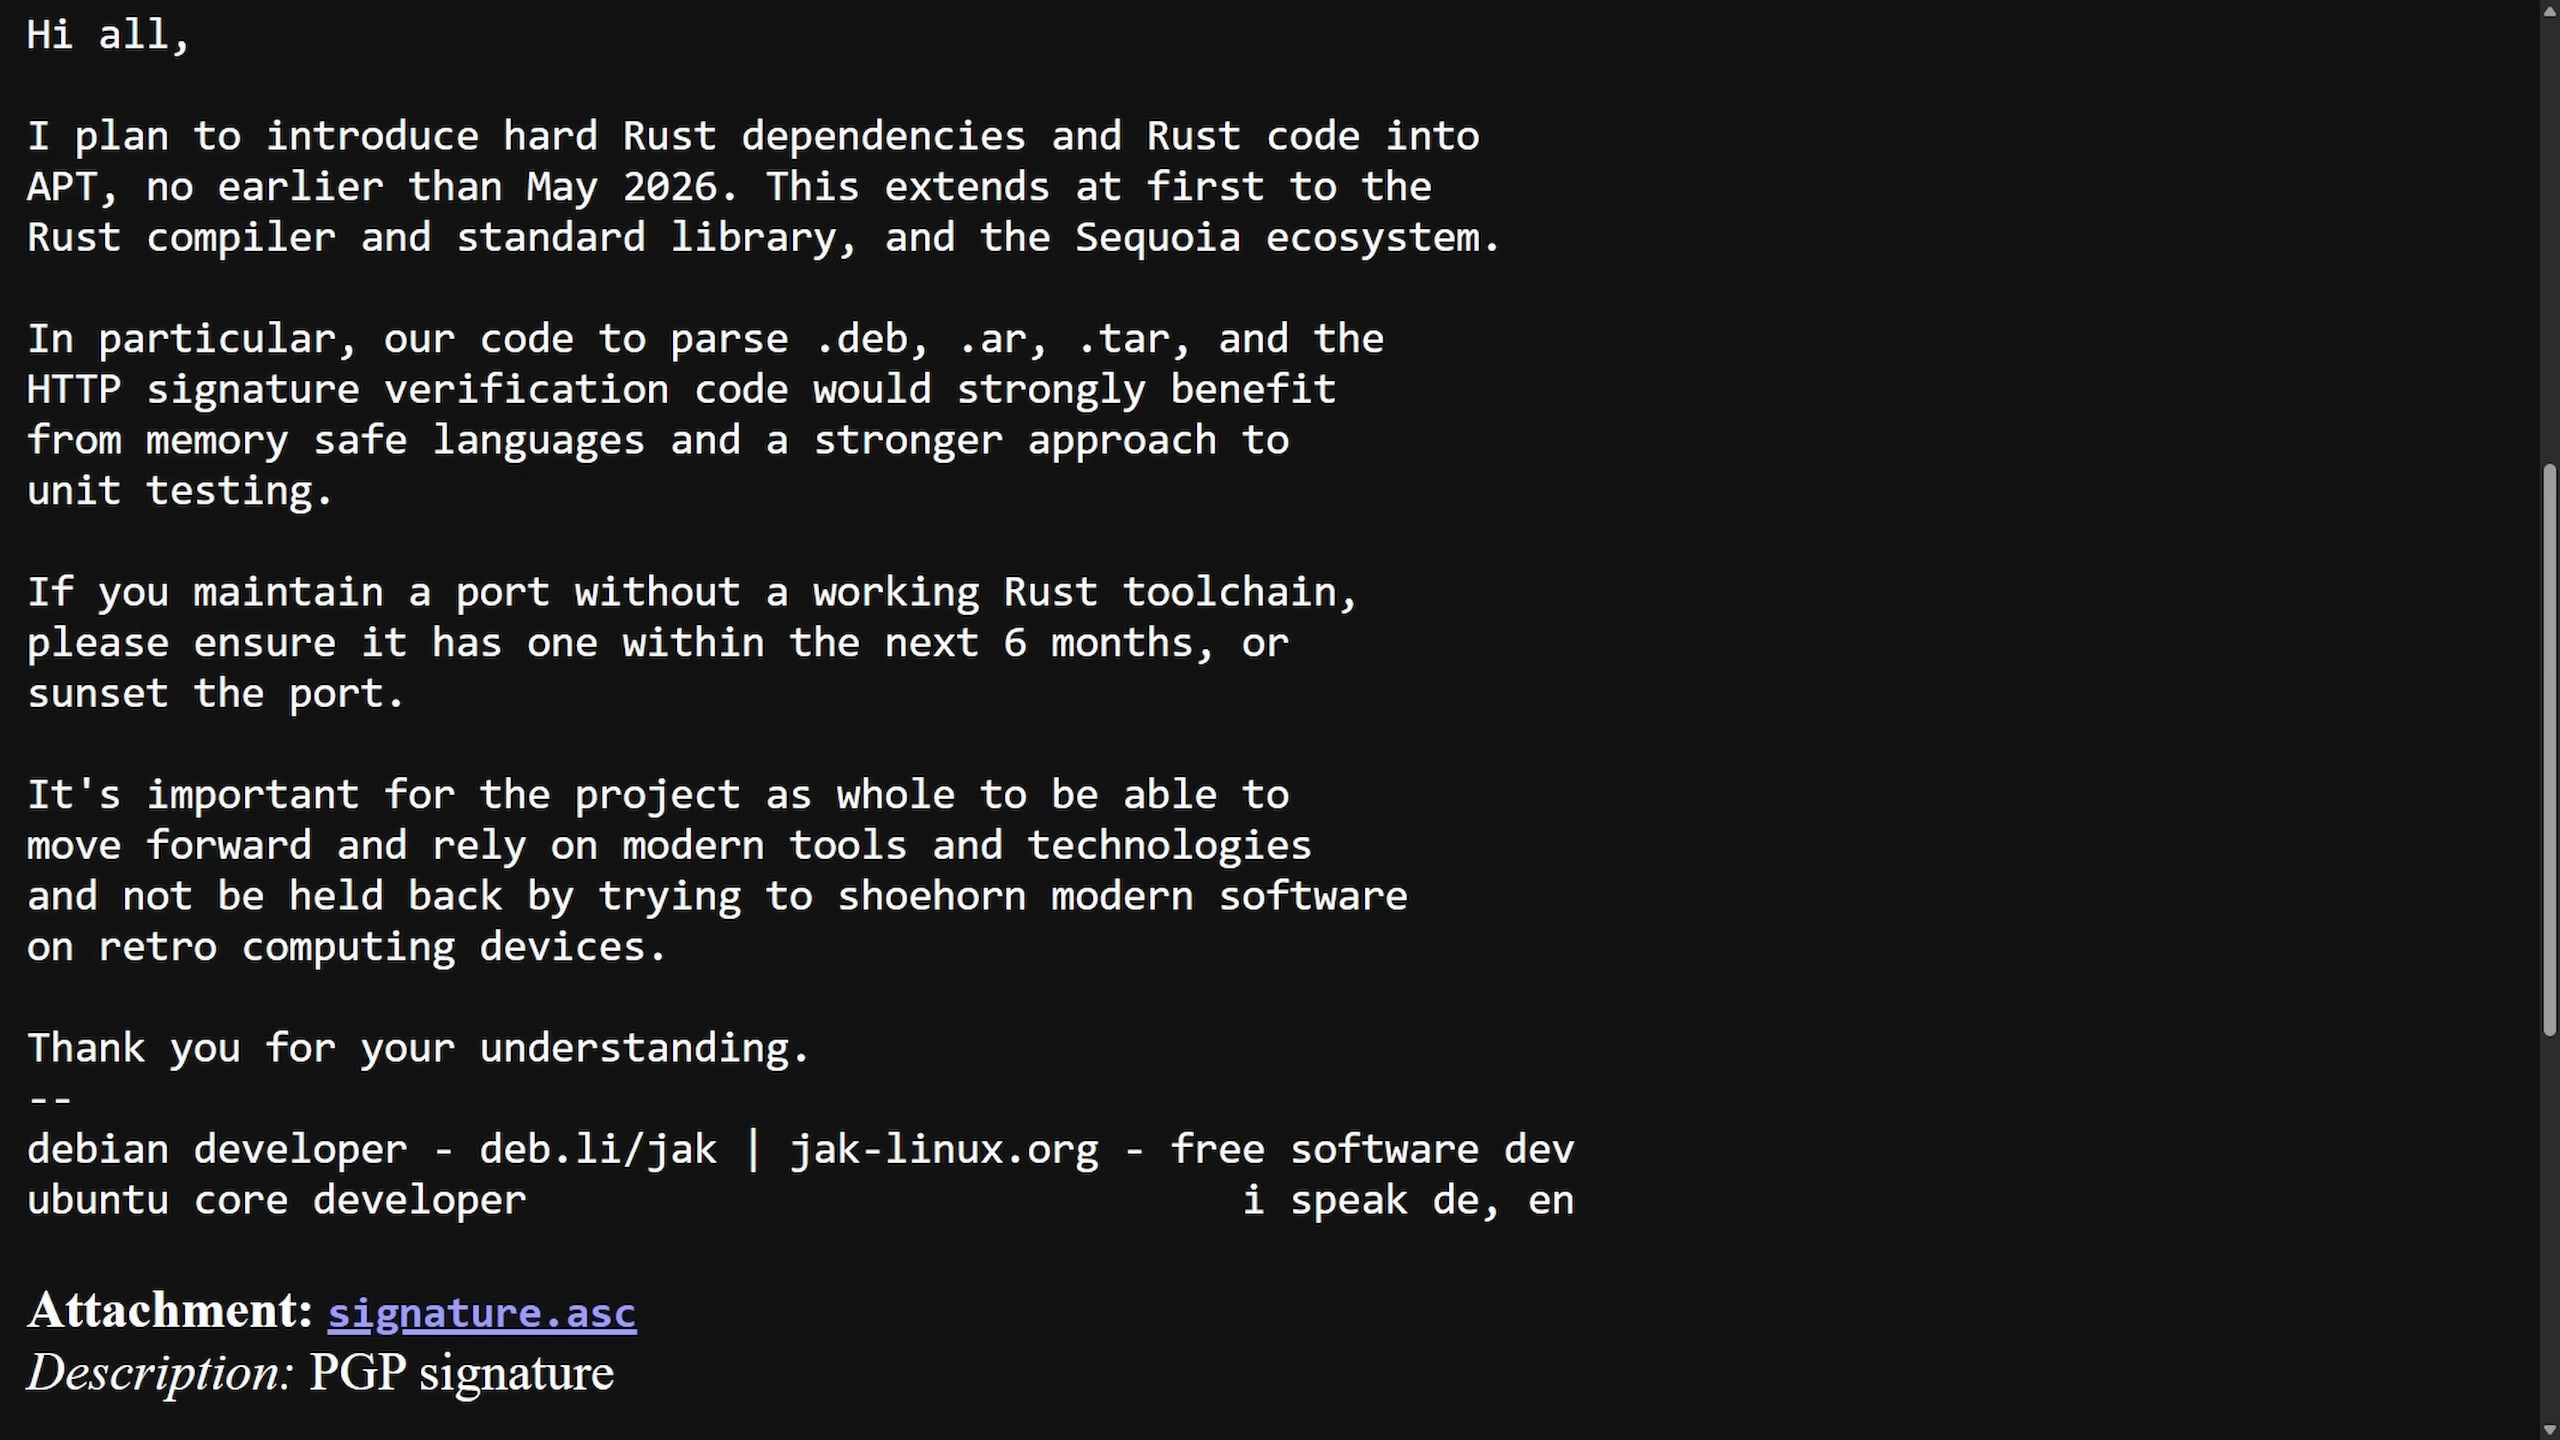 Hi all,
I plan to introduce hard Rust dependencies and Rust code into
APT, no earlier than May 2026. This extends at first to the
Rust compiler and standard library, and the Sequoia ecosystem.
In particular, our code to parse .deb, .ar, .tar, and the
HTTP signature verification code would strongly benefit
from memory safe languages and a stronger approach to
unit testing.
If you maintain a port without a working Rust toolchain,
please ensure it has one within the next 6 months, or
sunset the port.
It's important for the project as whole to be able to
move forward and rely on modern tools and technologies
and not be held back by trying to shoehorn modern software
on retro computing devices.
Thank you for your understanding.
--
debian developer - deb.li/jak | jak-linux.org - free software dev
ubuntu core developer i speak de, en
Attachment: signature.asc
Description: PGP signature